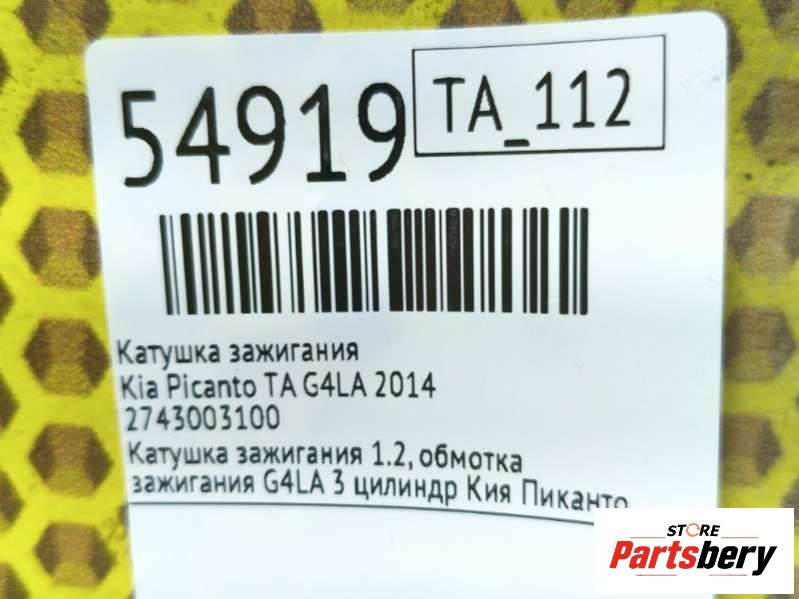 54919
TA_112
Катушка зажигания
Kia Picanto TA G4LA 2014
2743003100
Катушка зажигания 1.2, обмотка
зажигания G4LA 3 цилиндр Кия Пиканто
STORE
Partsbery